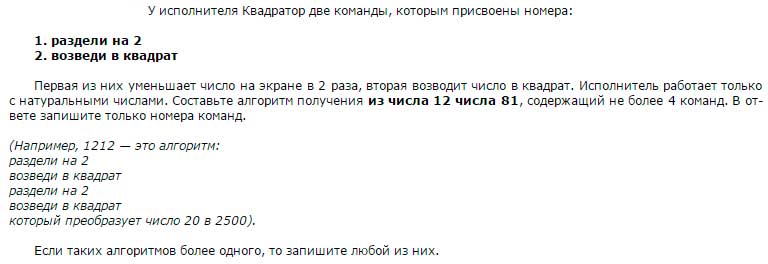 У исполнителя Квадратор две команды, которым присвоены номера:
1. раздели на 2
2. возведи в квадрат
Первая из них уменьшает число на экране в 2 раза, вторая возводит число в квадрат. Исполнитель работает только
с натуральными числами. Составьте алгоритм получения из числа 12 числа 81, содержащий не более 4 команд. В от-
вете запишите только номера команд.
(Например, 1212 — это алгоритм:
раздели на 2
возведи в квадрат
раздели на 2
возведи в квадрат
который преобразует число 20 в 2500).
Если таких алгоритмов более одного, то запишите любой из них.